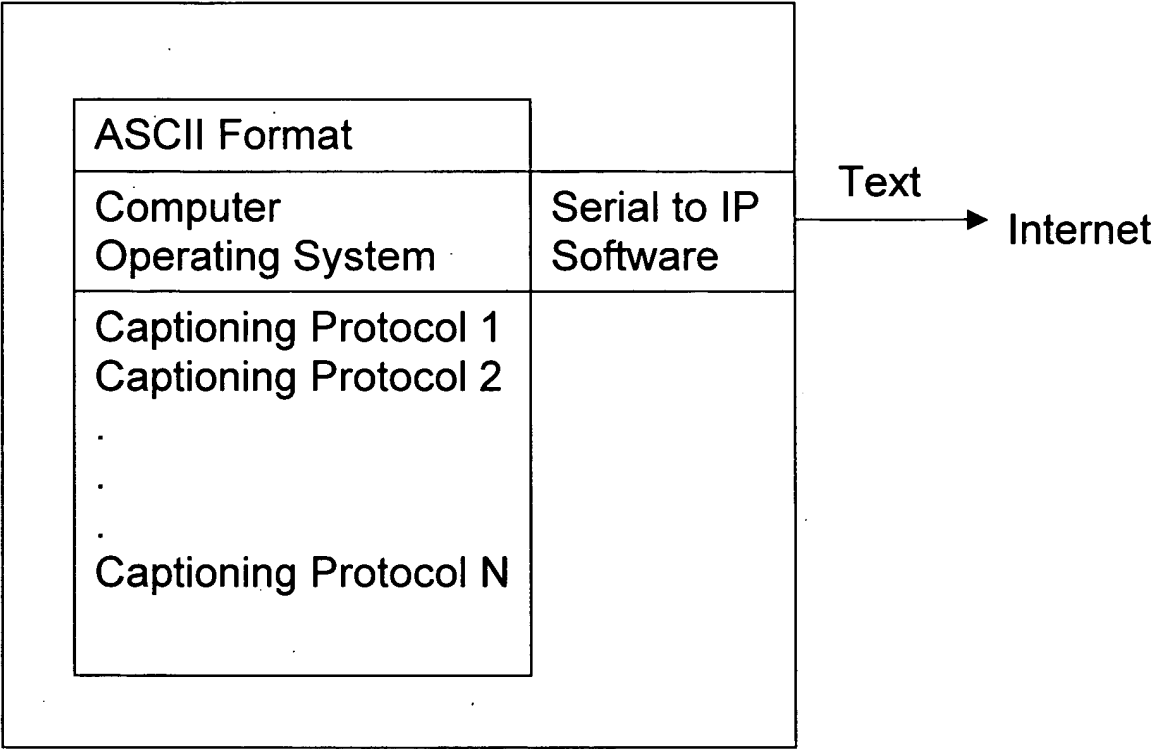 ASCII Format
Computer
Operating System
Serial to IP
Software
Captioning Protocol 1
Captioning Protocol 2
.
.
.
Captioning Protocol N
Text
Internet